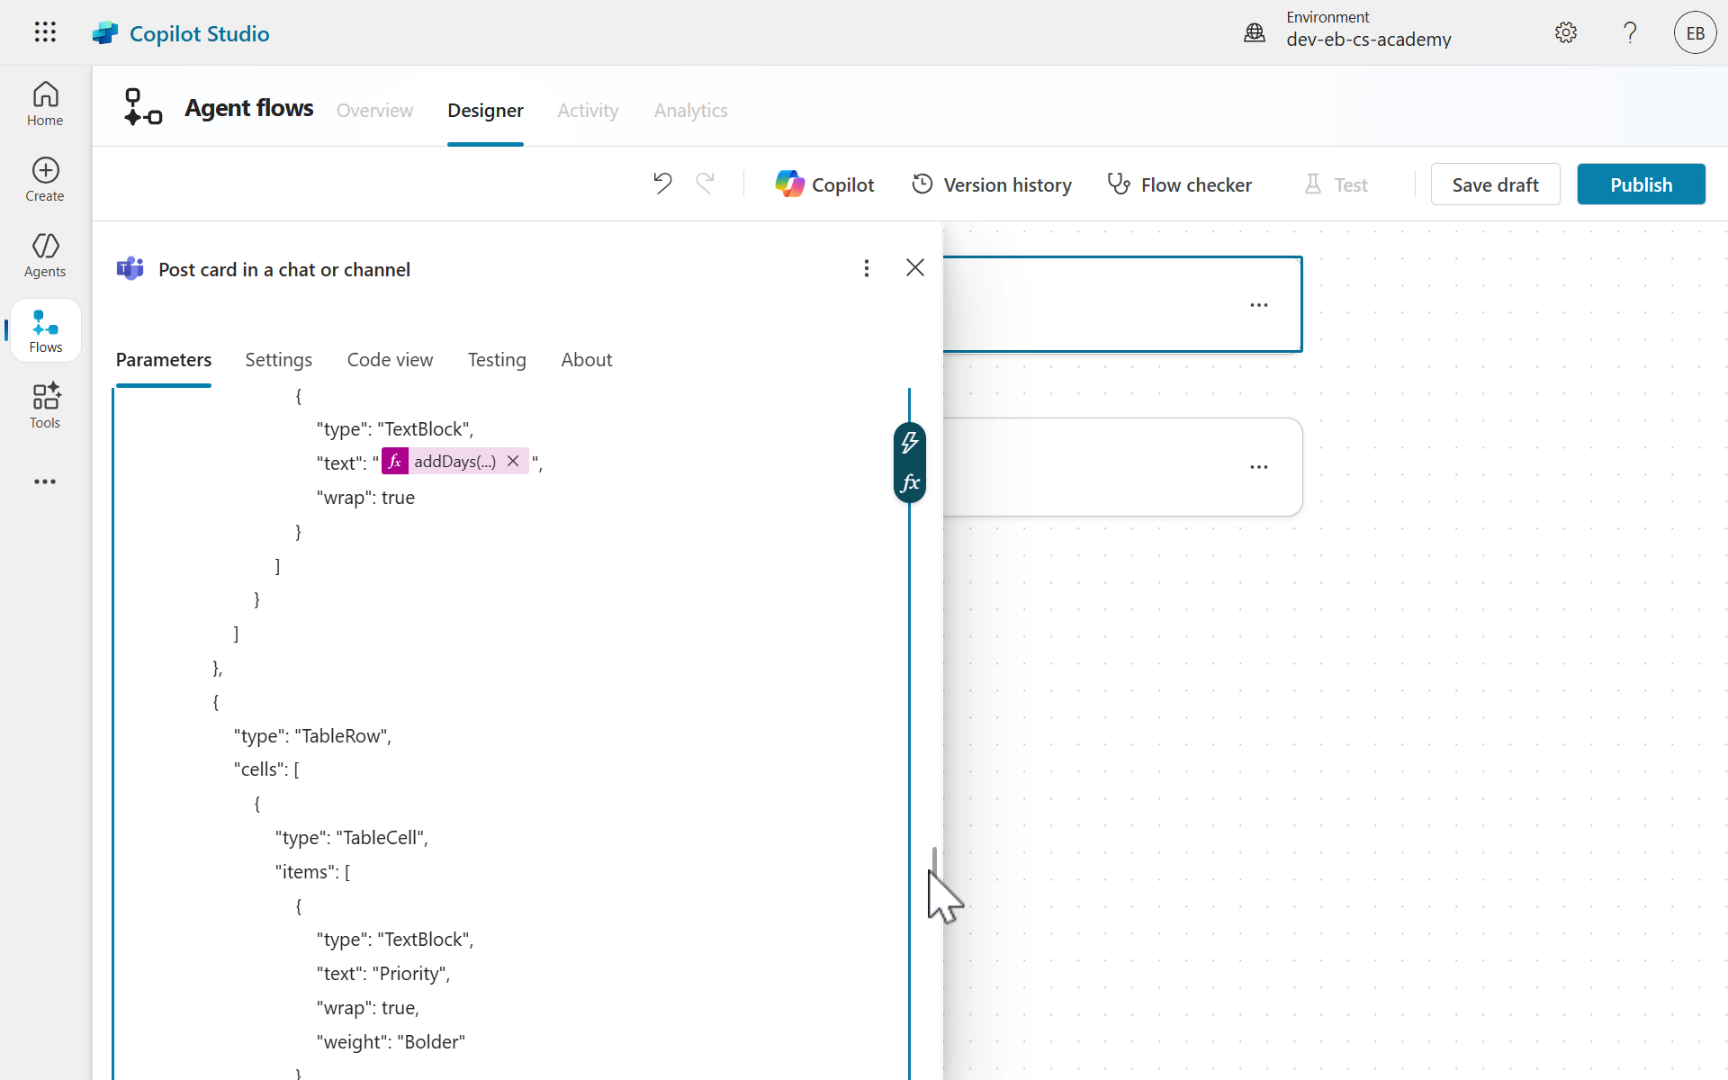 Copilot Studio
Environment
dev-eb-cs-academy
EB
Home
Create
Agents
Flows
Tools
Agent flows
Overview
Designer
Activity
Analytics
Copilot
Version history
Flow checker
Test
Save draft
Publish
Post card in a chat or channel
Parameters
Settings
Code view
Testing
About
{
"type": "TextBlock",
"text": " fx addDays(...) ",
"wrap": true
}
]
}
]
},
{
"type": "TableRow",
"cells": [
{
"type": "TableCell",
"items": [
{
"type": "TextBlock",
"text": "Priority",
"wrap": true,
"weight": "Bolder"
}
fx